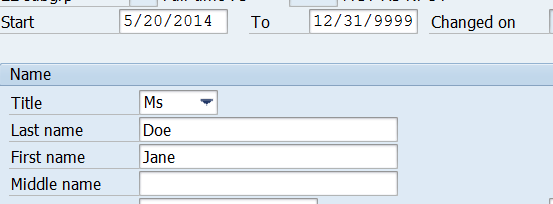 Start 5/20/2014 To 12/31/9999 Changed on
Name
Title Ms
Last name Doe
First name Jane
Middle name